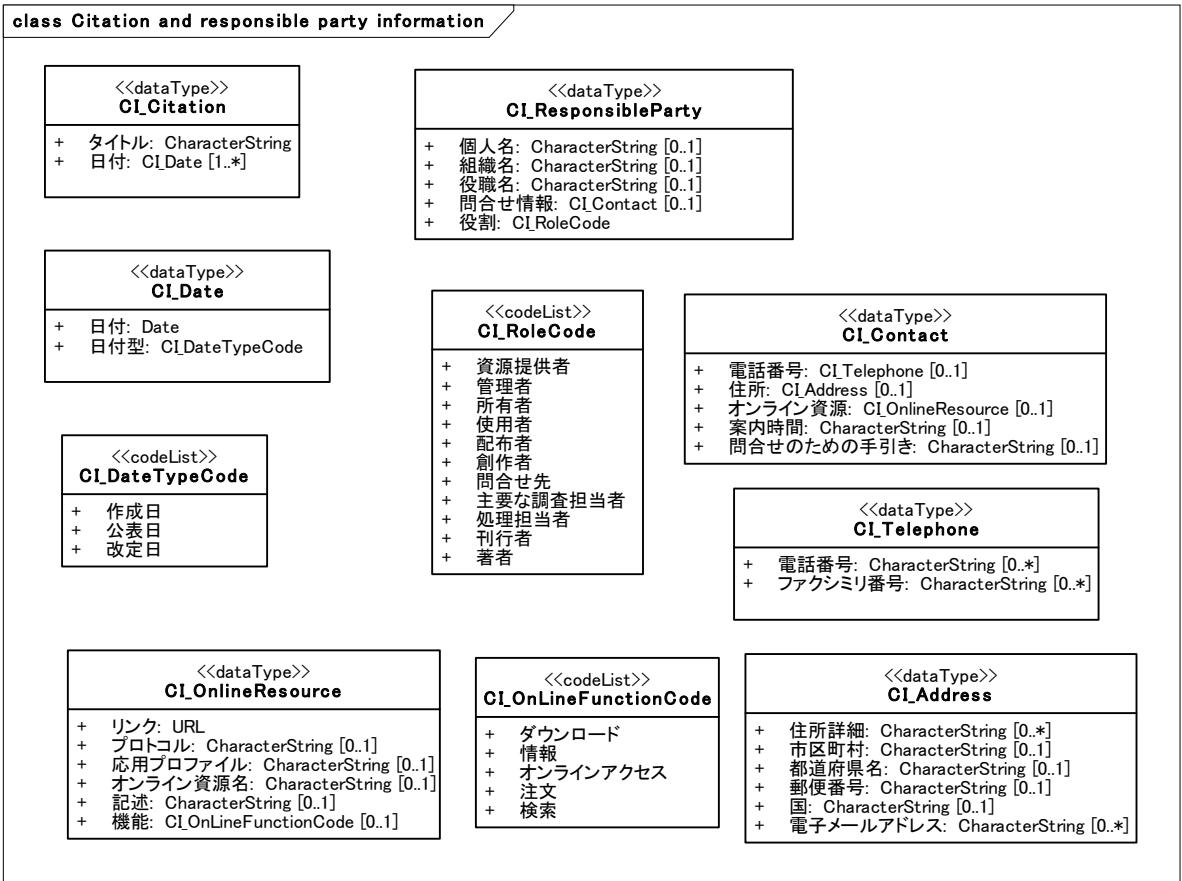 class Citation and responsible party information
<<dataType>>
CI_Citation
+ タイトル: CharacterString
+ 日付: CI_Date [1..*]
<<dataType>>
CI_ResponsibleParty
+ 個人名: CharacterString [0..1]
+ 組織名: CharacterString [0..1]
+ 役職名: CharacterString [0..1]
+ 問合せ情報: CI_Contact [0..1]
+ 役割: CI_RoleCode
<<dataType>>
CI_Date
+ 日付: Date
+ 日付型: CI_DateTypeCode
<<codeList>>
CI_RoleCode
+ 資源提供者
+ 管理者
+ 所有者
+ 使用者
+ 配布者
+ 創作者
+ 問合せ先
+ 主要な調査担当者
+ 処理担当者
+ 刊行者
+ 著者
<<dataType>>
CI_Contact
+ 電話番号: CI_Telephone [0..1]
+ 住所: CI_Address [0..1]
+ オンライン資源: CI_OnlineResource [0..1]
+ 案内時間: CharacterString [0..1]
+ 問合せのための手引き: CharacterString [0..1]
<<codeList>>
CI_DateTypeCode
+ 作成日
+ 公表日
+ 改定日
<<dataType>>
CI_Telephone
+ 電話番号: CharacterString [0..*]
+ ファクシミリ番号: CharacterString [0..*]
<<dataType>>
CI_OnlineResource
+ リンク: URL
+ プロトコル: CharacterString [0..1]
+ 応用プロファイル: CharacterString [0..1]
+ オンライン資源名: CharacterString [0..1]
+ 記述: CharacterString [0..1]
+ 機能: CI_OnLineFunctionCode [0..1]
<<codeList>>
CI_OnLineFunctionCode
+ ダウンロード
+ 情報
+ オンラインアクセス
+ 注文
+ 検索
<<dataType>>
CI_Address
+ 住所詳細: CharacterString [0..*]
+ 市区町村: CharacterString [0..1]
+ 都道府県名: CharacterString [0..1]
+ 郵便番号: CharacterString [0..1]
+ 国: CharacterString [0..1]
+ 電子メールアドレス: CharacterString [0..*]